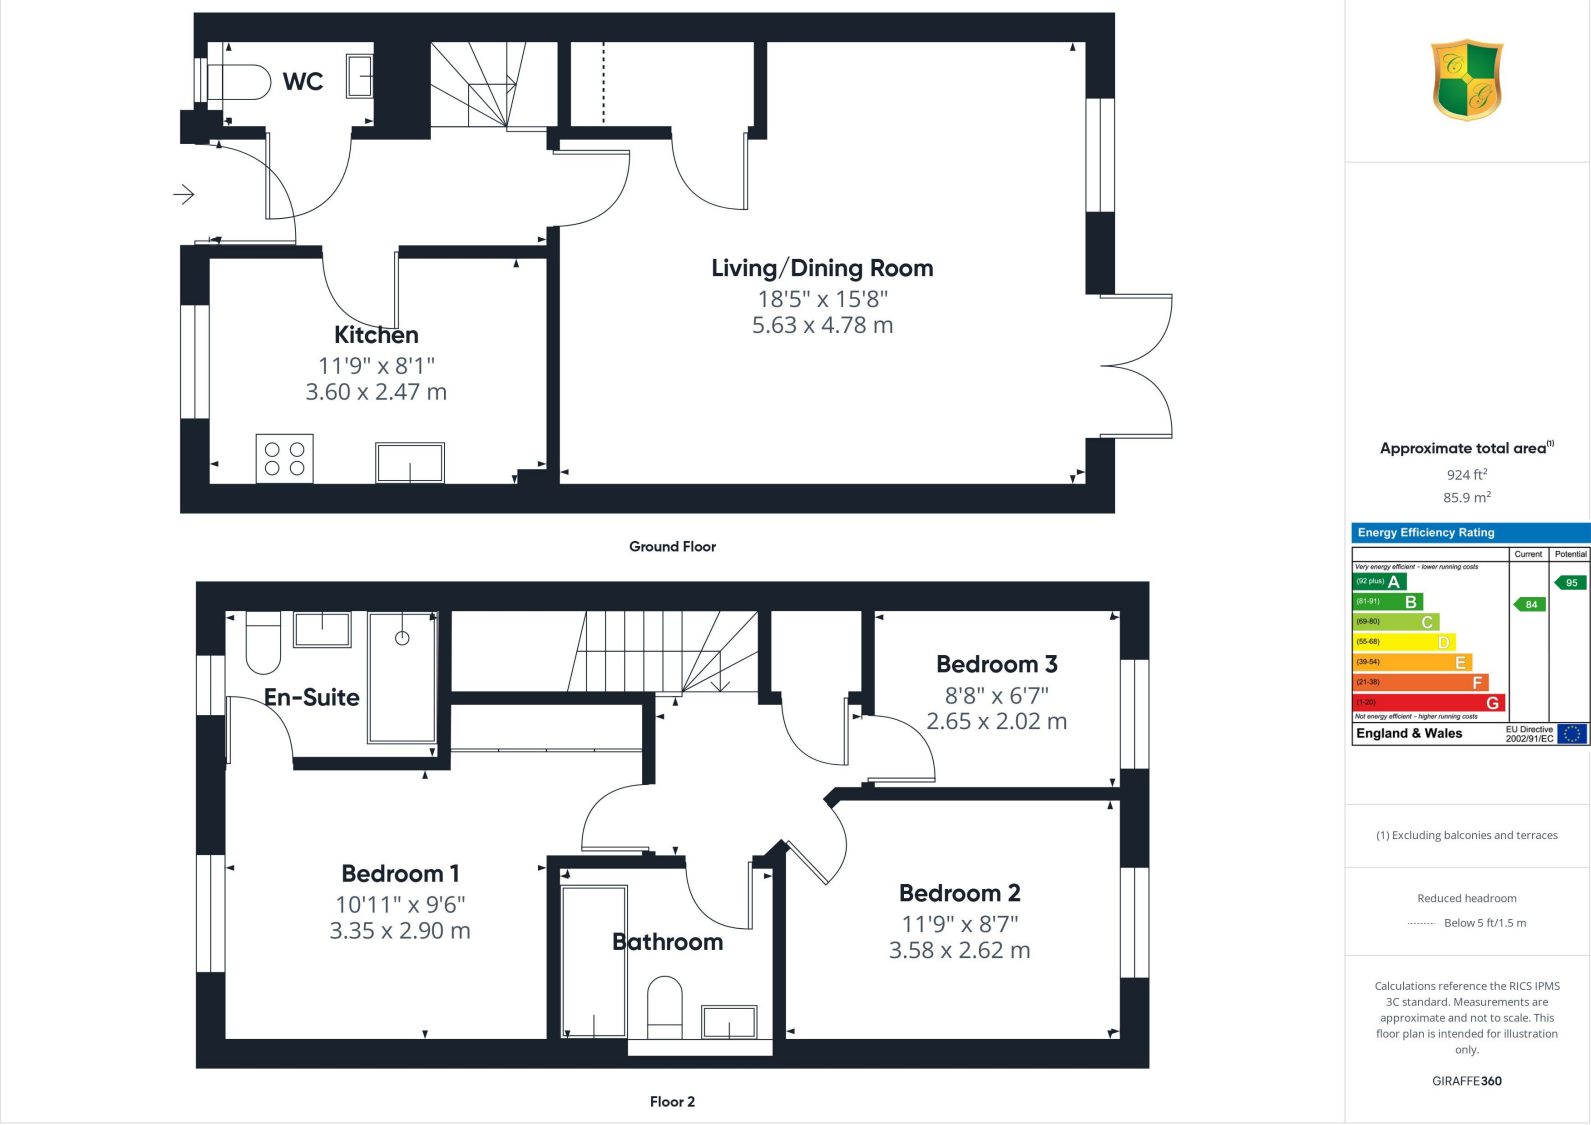 WC
Living/Dining Room
18'5" x 15'8"
5.63 x 4.78 m
Kitchen
11'9" x 8'1"
3.60 x 2.47 m
Ground Floor
En-Suite
Bedroom 3
8'8" x 6'7"
2.65 x 2.02 m
Bedroom 1
10'11" x 9'6"
3.35 x 2.90 m
Bathroom
Bedroom 2
11'9" x 8'7"
3.58 x 2.62 m
Floor 2
C
G
Approximate total area(1)
924 ft²
85.9 m²
Energy Efficiency Rating
Current Potential
Very energy efficient - lower running costs
(92 plus) A 95
(81-91) B 84
(69-80) C
(55-68) D
(39-54) E
(21-38) F
(1-20) G
Not energy efficient - higher running costs
England & Wales
EU Directive
2002/91/EC
(1) Excluding balconies and terraces
Reduced headroom
Below 5 ft/1.5 m
Calculations reference the RICS IPMS
3C standard. Measurements are
approximate and not to scale. This
floor plan is intended for illustration
only.
GIRAFFE360